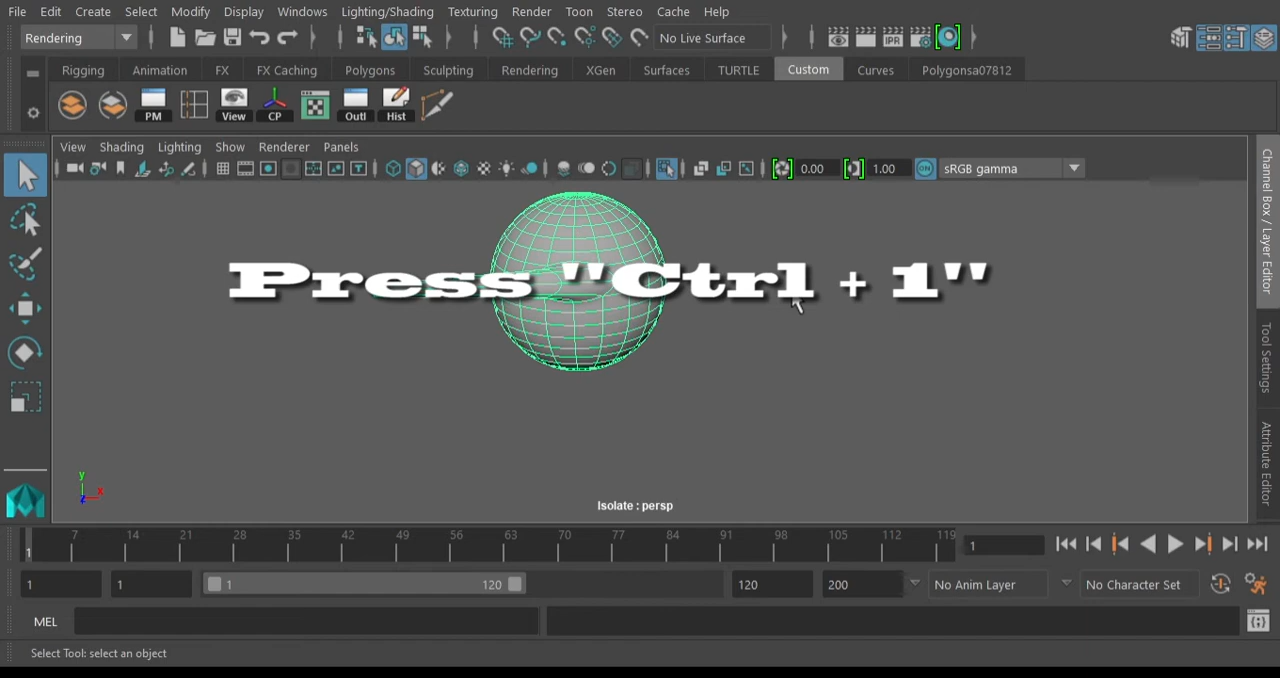 File Edit Create Select Modify Display Windows Lighting/Shading Texturing Render Toon Stereo Cache Help
Rendering No Live Surface
Rigging Animation FX FX Caching Polygons Sculpting Rendering XGen Surfaces TURTLE Custom Curves Polygonsa07812
PM View CP Outl Hist
View Shading Lighting Show Renderer Panels
0.00 1.00 ON sRGB gamma
Channel Box / Layer Editor
Tool Settings
Attribute Editor
Press "Ctrl + 1"
y
z x
Isolate : persp
7 14 21 28 35 42 49 56 63 70 77 84 91 98 105 112 119
1 1
1 1 1 120 120 200 No Anim Layer No Character Set
MEL
Select Tool: select an object